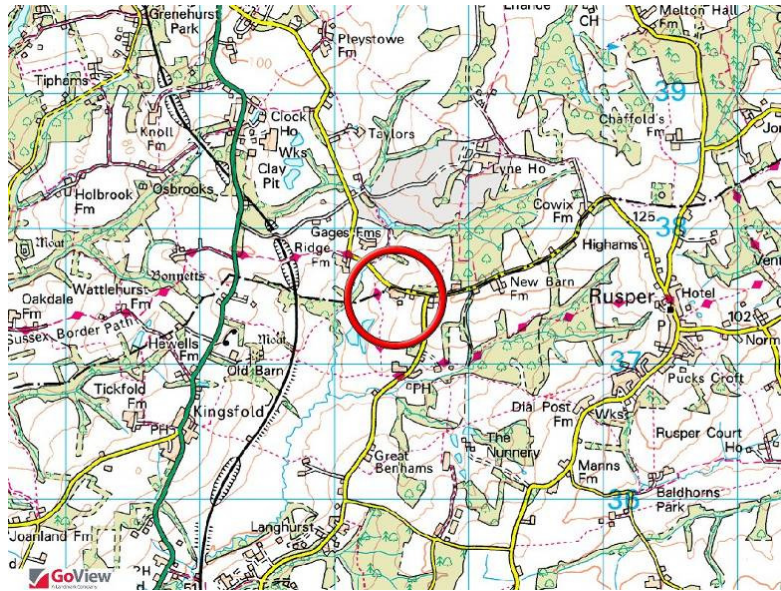 Grenehurst
Park
Pleystowe
Fm
100
CH
Melton Hall
Fm
Tiphams
39
Knoll
Fm
Clock
Ho
Wks
Clay
Pit
Taylors
Chaffold's
Fm
Lyne Ho
Holbrook
Fm
Osbrooks
Cowix
Fm
125
38
Moat
Ridge
Fm
Gages Fms
Highams
Bonnetts
Wattlehurst
Fm
Oakdale
Fm
New Barn
Fm
Rusper
Hotel
Sussex Border Path
Hewells
Fm
Moat
Old Barn
P
102
37
Tickfold
Fm
Kingsfold
PH
PH
Pucks Croft
Dial Post
Fm
Wks
Great
Benhams
The
Nunnery
Rusper Court
Ho
Manns
Fm
36
Baldhorns
Park
Joanland Fm
Langhurst
GoView